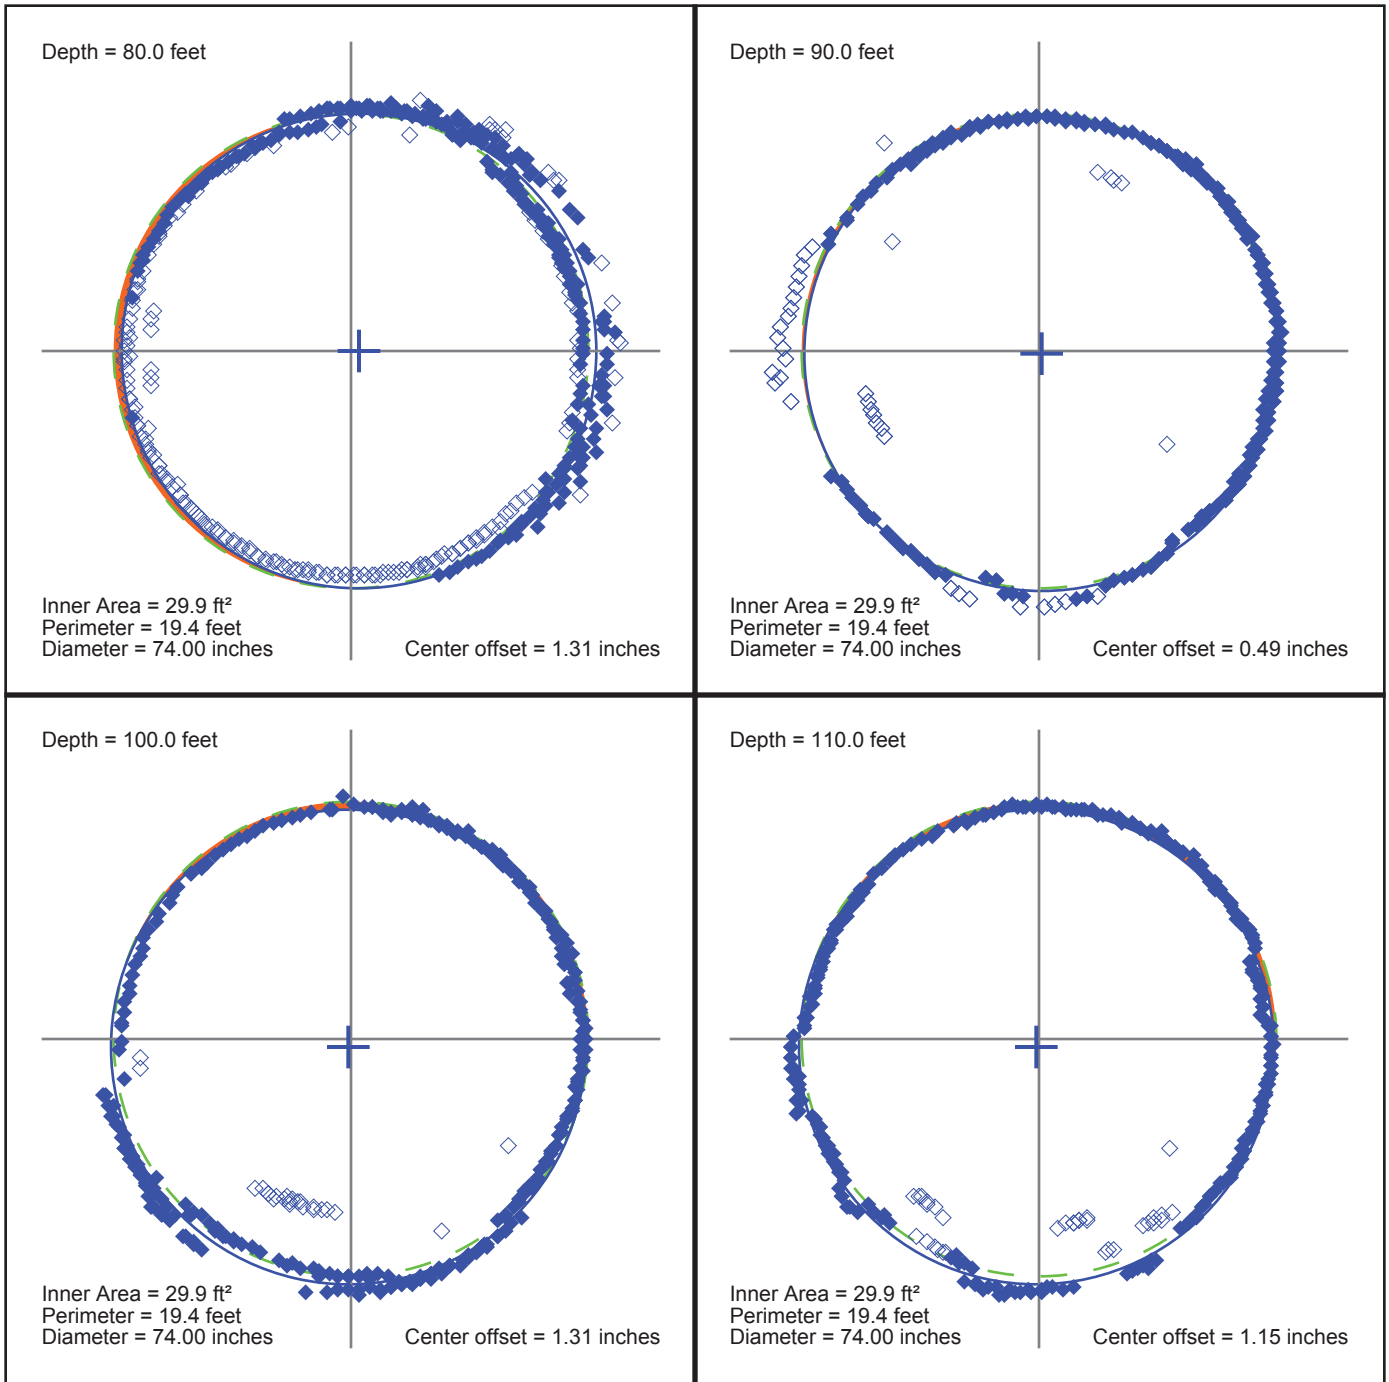 Depth = 80.0 feet
Inner Area = 29.9 ft²
Perimeter = 19.4 feet
Diameter = 74.00 inches
Center offset = 1.31 inches
Depth = 90.0 feet
Inner Area = 29.9 ft²
Perimeter = 19.4 feet
Diameter = 74.00 inches
Center offset = 0.49 inches
Depth = 100.0 feet
Inner Area = 29.9 ft²
Perimeter = 19.4 feet
Diameter = 74.00 inches
Center offset = 1.31 inches
Depth = 110.0 feet
Inner Area = 29.9 ft²
Perimeter = 19.4 feet
Diameter = 74.00 inches
Center offset = 1.15 inches